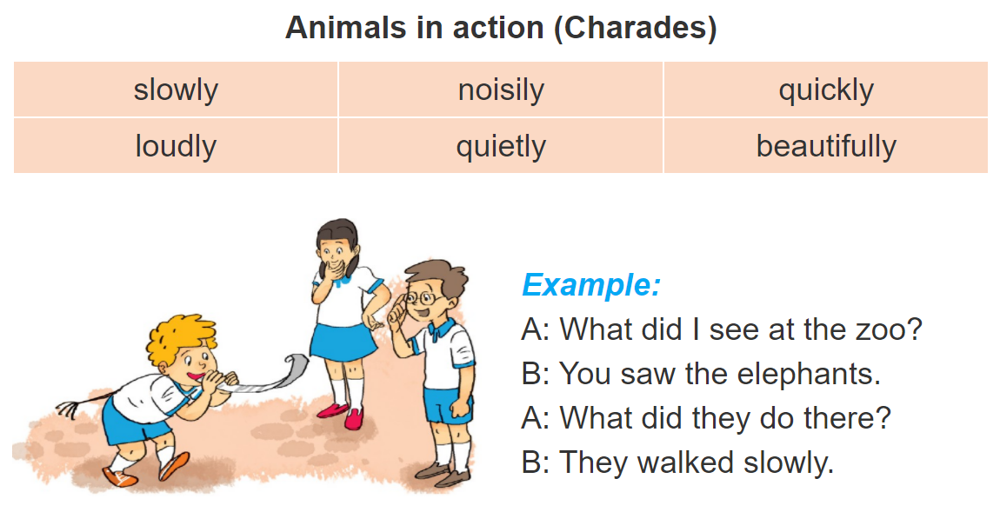 Animals in action (Charades)
slowly noisily quickly
loudly quietly beautifully
Example:
A: What did I see at the zoo?
B: You saw the elephants.
A: What did they do there?
B: They walked slowly.